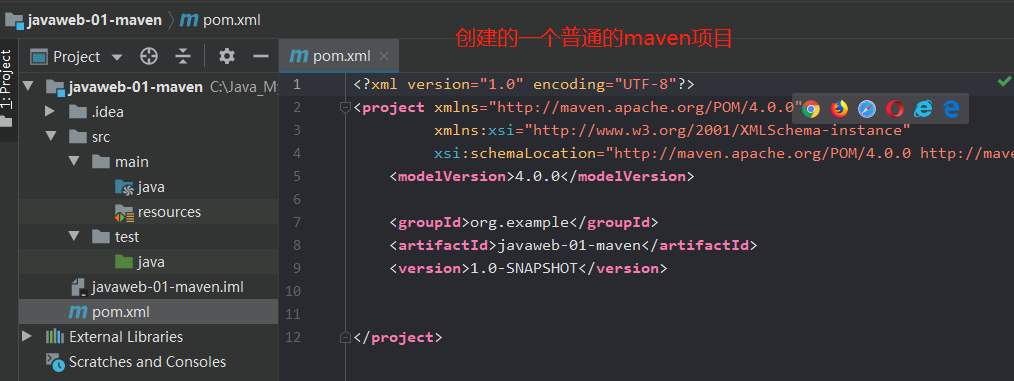 javaweb-01-maven pom.xml
1: Project
Project
pom.xml
创建的一个普通的maven项目
javaweb-01-maven C:\Java_My
.idea
src
main
java
resources
test
java
javaweb-01-maven.iml
pom.xml
External Libraries
Scratches and Consoles
1 <?xml version="1.0" encoding="UTF-8"?>
2 <project xmlns="http://maven.apache.org/POM/4.0.0"
3 xmlns:xsi="http://www.w3.org/2001/XMLSchema-instance"
4 xsi:schemaLocation="http://maven.apache.org/POM/4.0.0 http://mave
5 <modelVersion>4.0.0</modelVersion>
6
7 <groupId>org.example</groupId>
8 <artifactId>javaweb-01-maven</artifactId>
9 <version>1.0-SNAPSHOT</version>
10
11
12 </project>